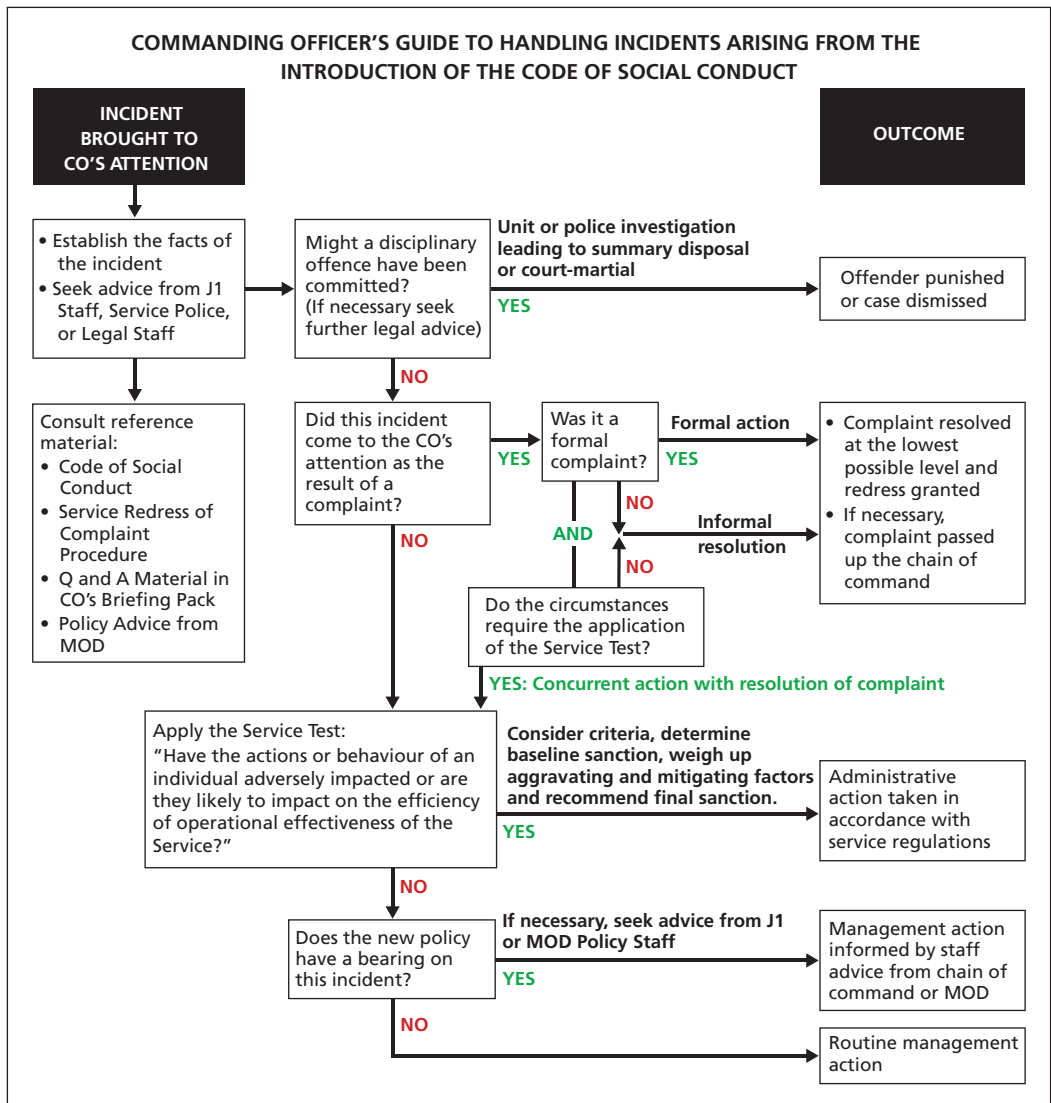 COMMANDING OFFICER'S GUIDE TO HANDLING INCIDENTS ARISING FROM THE
INTRODUCTION OF THE CODE OF SOCIAL CONDUCT
INCIDENT
BROUGHT TO
CO'S ATTENTION
OUTCOME
• Establish the facts of
the incident
• Seek advice from J1
Staff, Service Police,
or Legal Staff
Might a disciplinary
offence have been
committed?
(If necessary seek
further legal advice)
Unit or police investigation
leading to summary disposal
or court-martial
YES
Offender punished
or case dismissed
NO
Consult reference
material:
• Code of Social
Conduct
• Service Redress of
Complaint
Procedure
• Q and A Material in
CO's Briefing Pack
• Policy Advice from
MOD
Did this incident
come to the CO's
attention as the
result of a
complaint?
YES
Was it a
formal
complaint?
Formal action
YES
• Complaint resolved
at the lowest
possible level and
redress granted
• If necessary,
complaint passed
up the chain of
command
NO
AND
NO
Informal
resolution
NO
Do the circumstances
require the application
of the Service Test?
YES: Concurrent action with resolution of complaint
Apply the Service Test:
"Have the actions or behaviour of an
individual adversely impacted or are
they likely to impact on the efficiency
of operational effectiveness of the
Service?"
Consider criteria, determine
baseline sanction, weigh up
aggravating and mitigating factors
and recommend final sanction.
YES
Administrative
action taken in
accordance with
service regulations
NO
Does the new policy
have a bearing on
this incident?
If necessary, seek advice from J1
or MOD Policy Staff
YES
Management action
informed by staff
advice from chain of
command or MOD
NO
Routine management
action